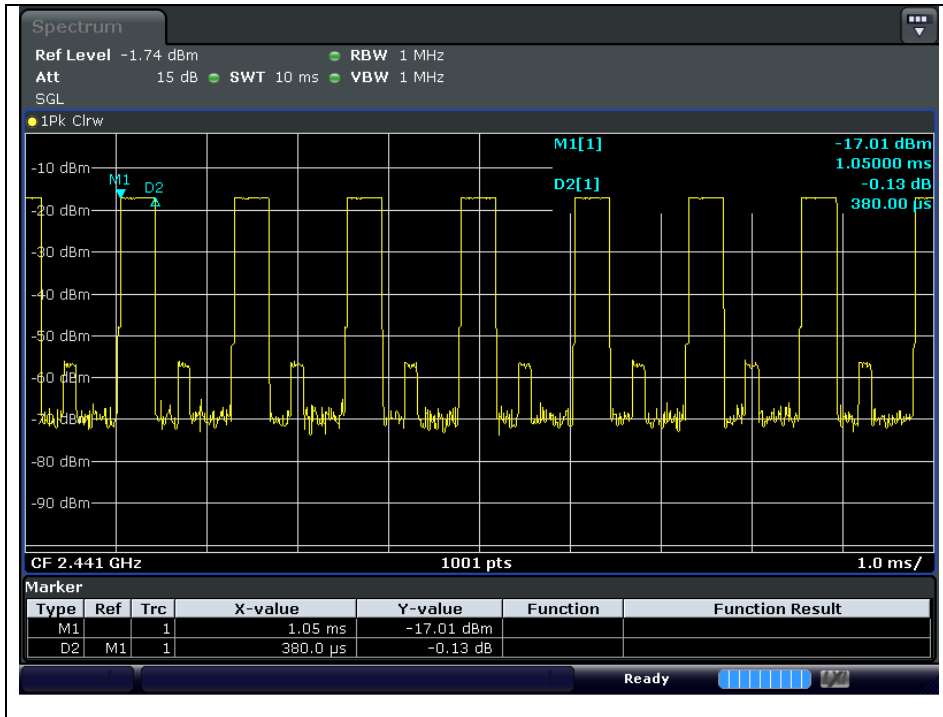 Spectrum
Ref Level -1.74 dBm RBW 1 MHz
Att 15 dB SWT 10 ms VBW 1 MHz
SGL
1Pk Clrw
M1[1] -17.01 dBm
1.05000 ms
D2[1] -0.13 dB
380.00 µs
M1
D2
-10 dBm
-20 dBm
-30 dBm
-40 dBm
-50 dBm
-60 dBm
-70 dBm
-80 dBm
-90 dBm
CF 2.441 GHz 1001 pts 1.0 ms/
Marker
Type Ref Trc X-value Y-value Function Function Result
M1 1 1.05 ms -17.01 dBm
D2 M1 1 380.0 µs -0.13 dB
Ready